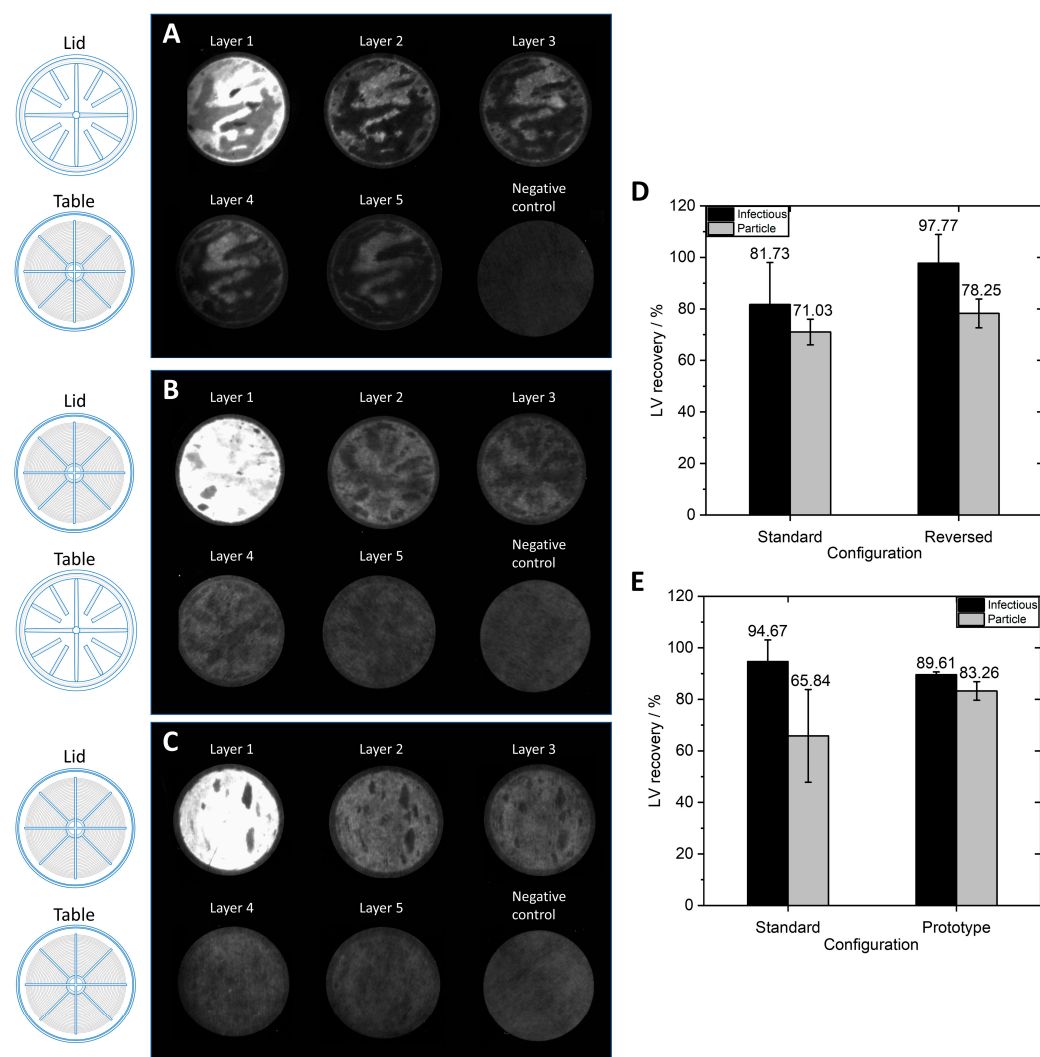 A
Lid
Layer 1
Layer 2
Layer 3
Table
Layer 4
Layer 5
Negative
control
B
Lid
Layer 1
Layer 2
Layer 3
Table
Layer 4
Layer 5
Negative
control
C
Lid
Layer 1
Layer 2
Layer 3
Table
Layer 4
Layer 5
Negative
control
D
LV recovery / %
120
100
80
60
40
20
0
Infectious
Particle
81.73
71.03
97.77
78.25
Standard
Reversed
Configuration
E
LV recovery / %
120
100
80
60
40
20
0
Infectious
Particle
94.67
65.84
89.61
83.26
Standard
Prototype
Configuration